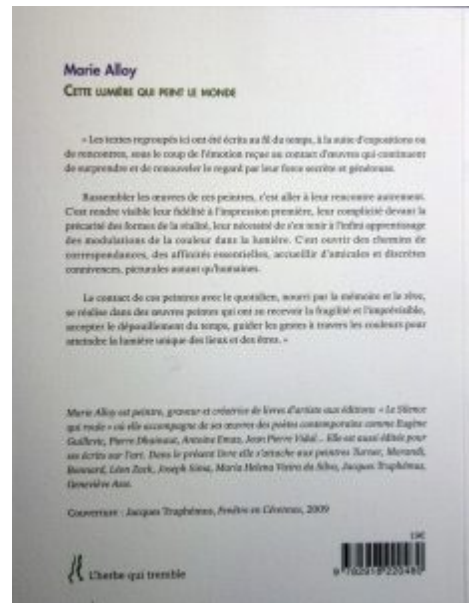 Marie Alloy
CETTE LUMIÈRE QUI PEINT LE MONDE
« Les textes regroupés ici ont été écrits au fil du temps, à la suite d'expositions ou
de rencontres, sous le coup de l'émotion reçue au contact d'œuvres qui continuent
de surprendre et de renouveler le regard par leur force secrète et généreuse.
Rassembler les œuvres de ces peintres, c'est aller à leur rencontre autrement.
C'est rendre visible leur fidélité à l'impression première, leur complicité devant la
précarité des formes de la réalité, leur nécessité de s'en tenir à l'infini apprentissage
des modulations de la couleur dans la lumière. C'est ouvrir des chemins de
correspondances, des affinités essentielles, accueillir d'amicales et discrètes
connivences, picturales autant qu'humaines.
Le contact de ces peintres avec le quotidien, nourri par la mémoire et le rêve,
se réalise dans des œuvres peintes qui ont su recevoir la fragilité et l'imprévisible,
accepter le dépouillement du temps, guider les gestes à travers les couleurs pour
atteindre la lumière unique des lieux et des êtres. »
Marie Alloy est peintre, graveur et créatrice de livres d'artiste aux éditions « Le Silence
qui roule » où elle accompagne de ses œuvres des poètes contemporains comme Eugène
Guillevic, Pierre Dhainaut, Antoine Emaz, Jean Pierre Vidal... Elle est aussi éditée pour
ses écrits sur l'art. Dans le présent livre elle s'attache aux peintres Turner, Morandi,
Bonnard, Léon Zack, Joseph Sima, Maria Helena Vieira da Silva, Jacques Truphémus,
Geneviève Asse.
Couverture : Jacques Truphémus, Fenêtre en Cévennes, 2009
19€
L'herbe qui tremble
9 782918 220480